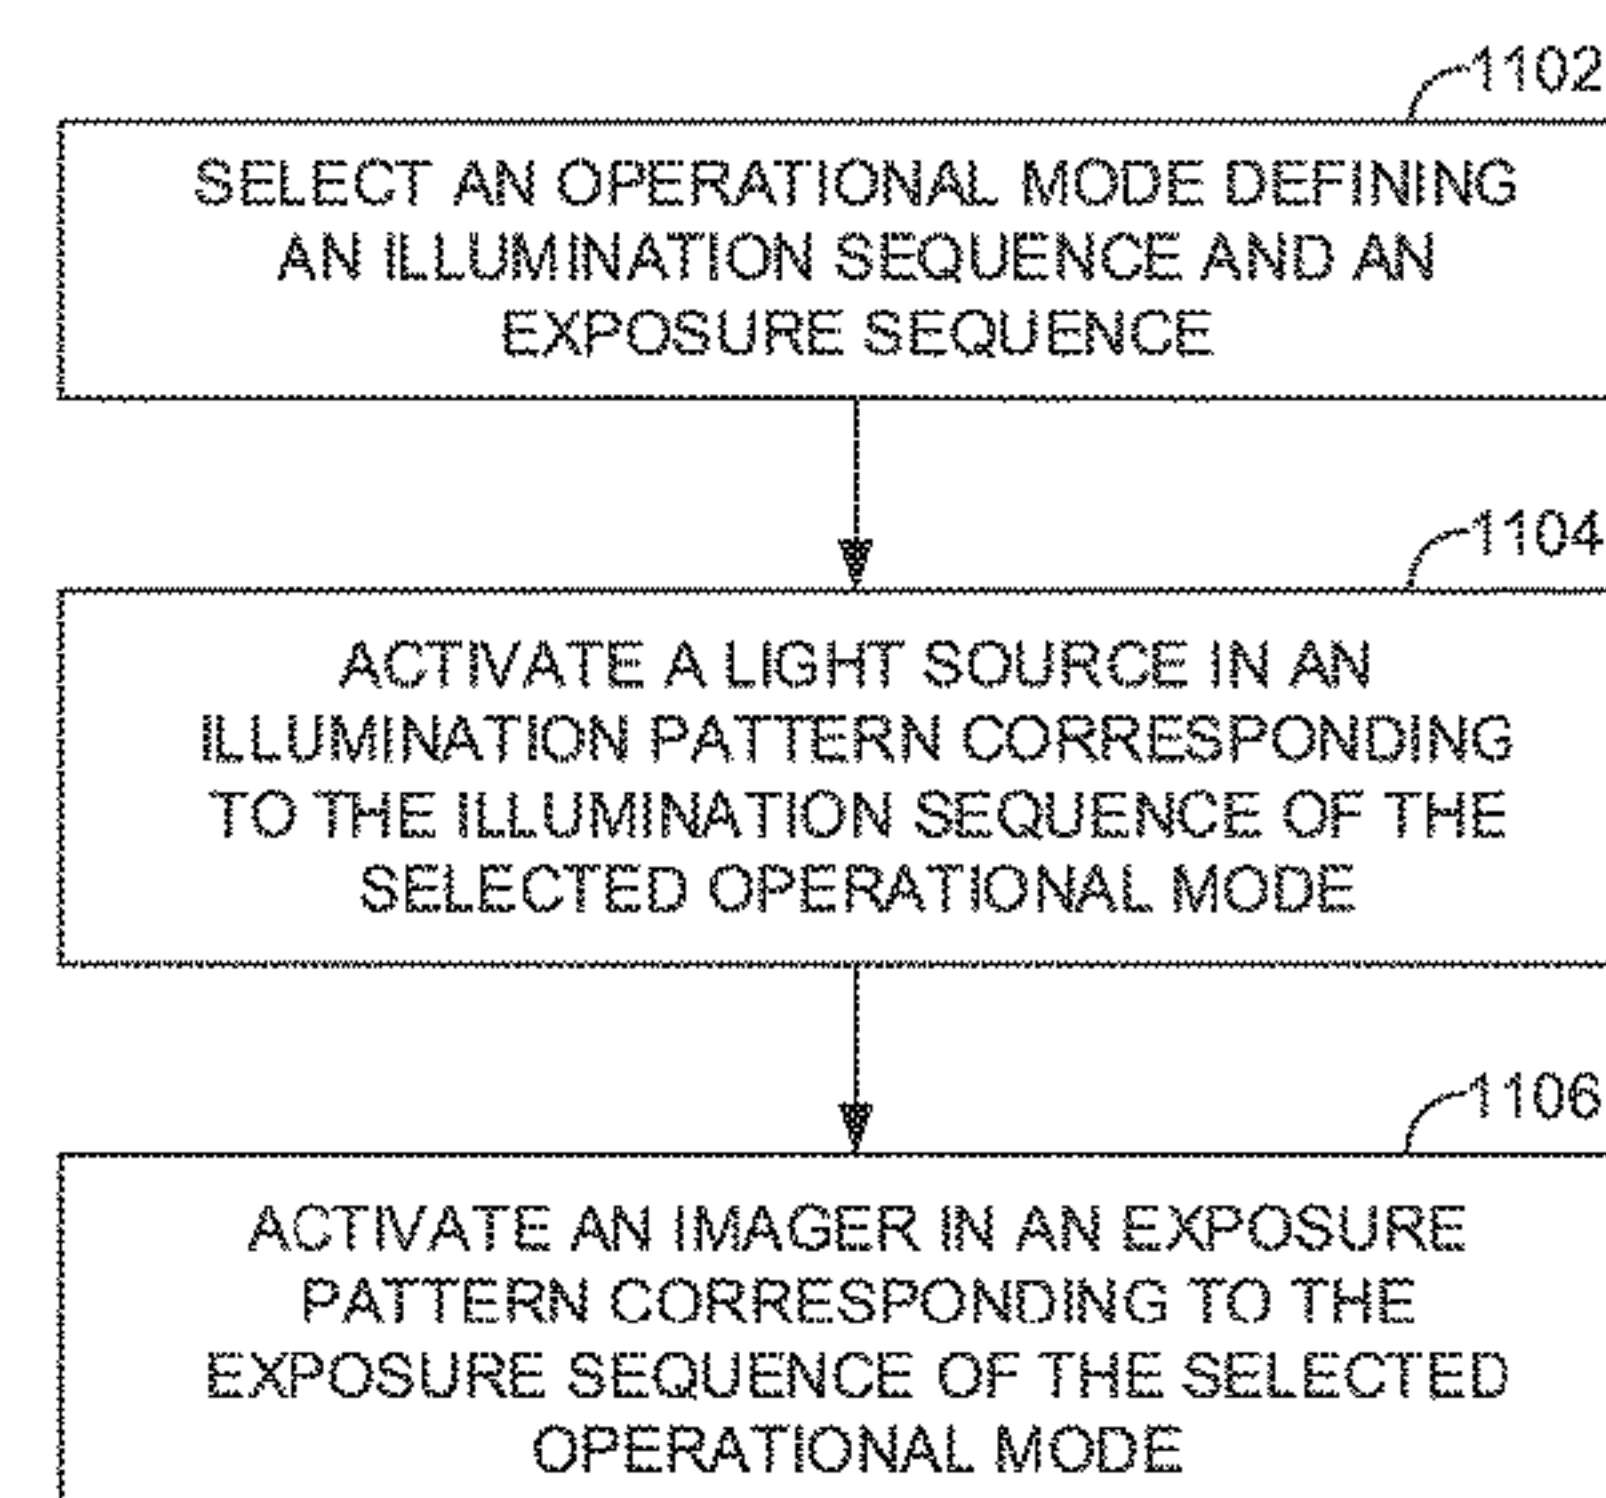 1102
SELECT AN OPERATIONAL MODE DEFINING
AN ILLUMINATION SEQUENCE AND AN
EXPOSURE SEQUENCE
1104
ACTIVATE A LIGHT SOURCE IN AN
ILLUMINATION PATTERN CORRESPONDING
TO THE ILLUMINATION SEQUENCE OF THE
SELECTED OPERATIONAL MODE
1106
ACTIVATE AN IMAGER IN AN EXPOSURE
PATTERN CORRESPONDING TO THE
EXPOSURE SEQUENCE OF THE SELECTED
OPERATIONAL MODE